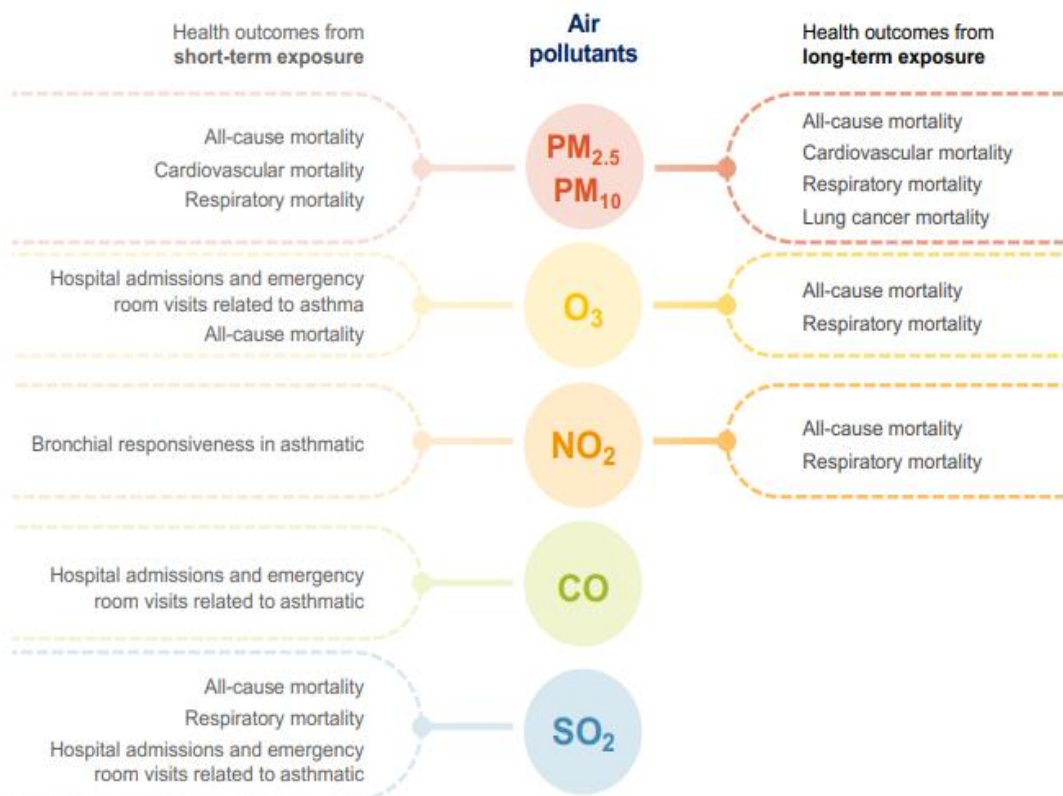 Health outcomes from
short-term exposure
Air
pollutants
Health outcomes from
long-term exposure
All-cause mortality
Cardiovascular mortality
Respiratory mortality
PM2.5
PM10
All-cause mortality
Cardiovascular mortality
Respiratory mortality
Lung cancer mortality
Hospital admissions and emergency
room visits related to asthma
All-cause mortality
O3
All-cause mortality
Respiratory mortality
Bronchial responsiveness in asthmatic
NO2
All-cause mortality
Respiratory mortality
Hospital admissions and emergency
room visits related to asthmatic
CO
All-cause mortality
Respiratory mortality
Hospital admissions and emergency
room visits related to asthmatic
SO2